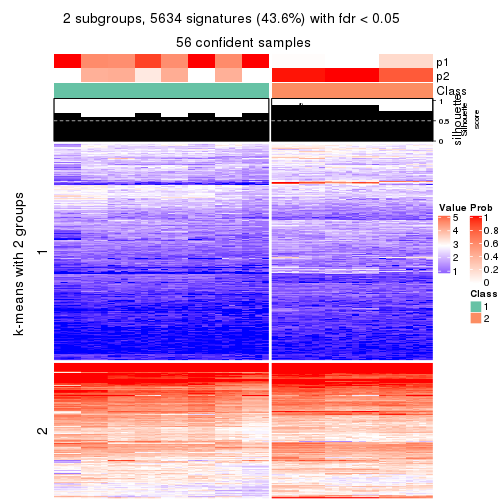 2 subgroups, 5634 signatures (43.6%) with fdr < 0.05
56 confident samples
p1
p2
Class
silhouette
Silhouette
score
1
0.5
0
k-means with 2 groups
1
2
Value
5
4
3
2
1
Prob
1
0.8
0.6
0.4
0.2
0
Class
1
2